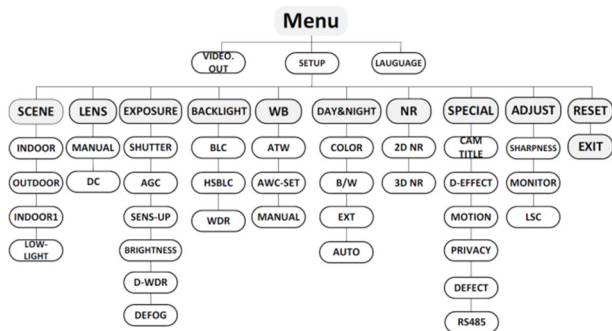 Menu
VIDEO.
OUT
SETUP
LAUGUAGE
SCENE
LENS
EXPOSURE
BACKLIGHT
WB
DAY&NIGHT
NR
SPECIAL
ADJUST
RESET
INDOOR
MANUAL
SHUTTER
BLC
ATW
COLOR
2D NR
CAM
TITLE
SHARPNESS
EXIT
OUTDOOR
DC
AGC
HSBLC
AWC-SET
B/W
3D NR
D-EFFECT
MONITOR
INDOOR1
SENS-UP
WDR
MANUAL
EXT
MOTION
LSC
LOW-
LIGHT
BRIGHTNESS
AUTO
PRIVACY
D-WDR
DEFECT
DEFOG
RS485